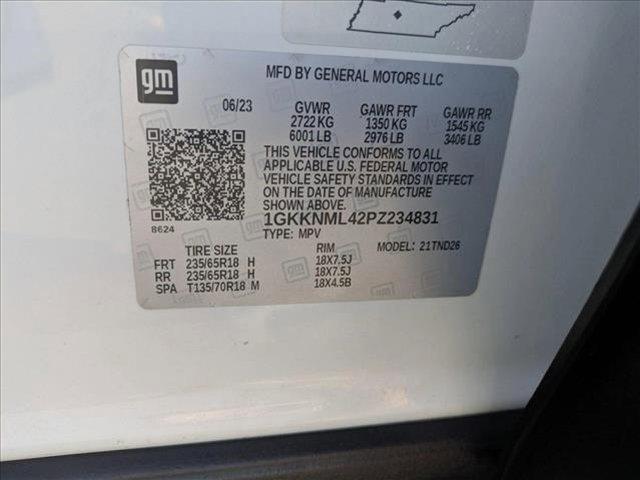 gm
MFD BY GENERAL MOTORS LLC
06/23 GVWR GAWR FRT GAWR RR
2722 KG 1350 KG 1545 KG
6001 LB 2976 LB 3406 LB
THIS VEHICLE CONFORMS TO ALL
APPLICABLE U.S. FEDERAL MOTOR
VEHICLE SAFETY STANDARDS IN EFFECT
ON THE DATE OF MANUFACTURE
SHOWN ABOVE.
1GKKNML42PZ234831
8624 TYPE: MPV MODEL: 21TND26
TIRE SIZE RIM
FRT 235/65R18 H 18X7.5J
RR 235/65R18 H 18X7.5J
SPA T135/70R18 M 18X4.5B